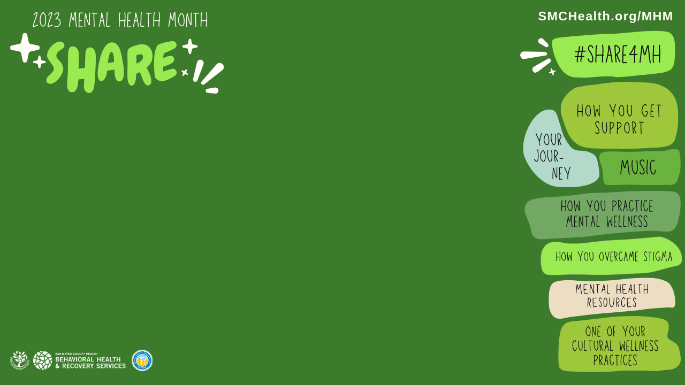 2023 MENTAL HEALTH MONTH
SHARE
SMCHealth.org/MHM
#SHARE4MH
HOW YOU GET
SUPPORT
YOUR
JOUR-
NEY
MUSIC
HOW YOU PRACTICE
MENTAL WELLNESS
HOW YOU OVERCAME STIGMA
MENTAL HEALTH
RESOURCES
ONE OF YOUR
CULTURAL WELLNESS
PRACTICES
BEHAVIORAL HEALTH
& RECOVERY SERVICES